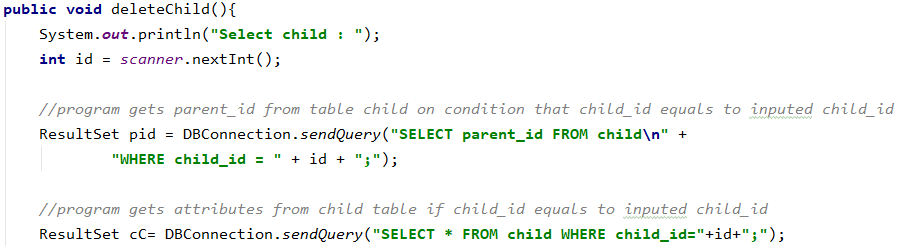 public void deleteChild(){
System.out.println("Select child : ");
int id = scanner.nextInt();
//program gets parent_id from table child on condition that child_id equals to inputed child_id
ResultSet pid = DBConnection.sendQuery("SELECT parent_id FROM child\n" +
"WHERE child_id = " + id + ";");
//program gets attributes from child table if child_id equals to inputed child_id
ResultSet cC= DBConnection.sendQuery("SELECT * FROM child WHERE child_id="+id+";");